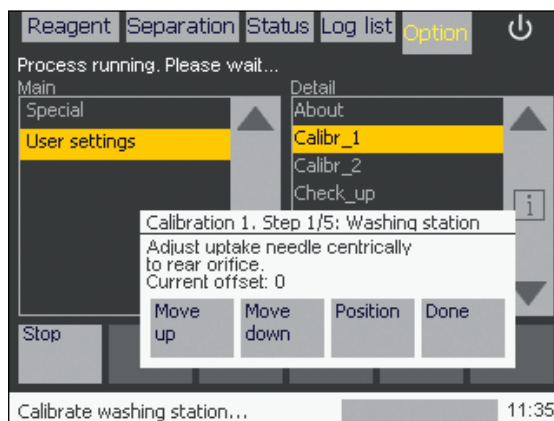 Reagent Separation Status Log list Option
Process running. Please wait...
Main Detail
Special About
User settings Calibr_1
Calibr_2
Check_up
i
Calibration 1. Step 1/5: Washing station
Adjust uptake needle centrically
to rear orifice.
Current offset: 0
Move up
Move down
Position
Done
Stop
Calibrate washing station... 11:35